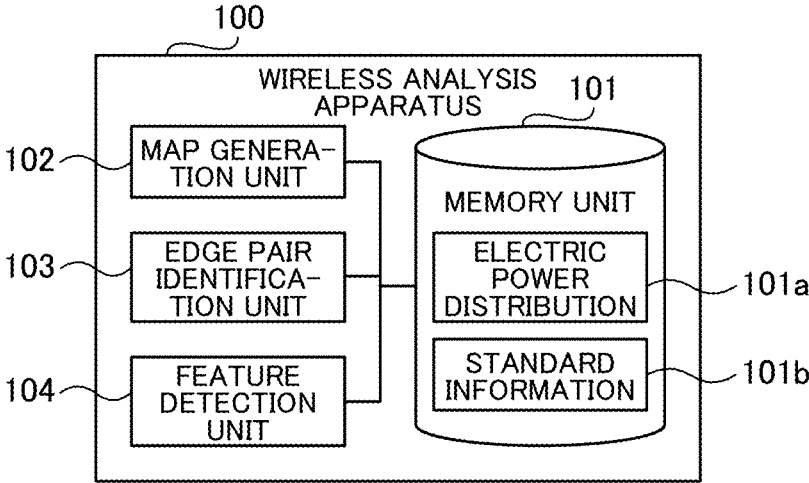 100
WIRELESS ANALYSIS
APPARATUS
101
102
MAP GENERA-
TION UNIT
MEMORY UNIT
103
EDGE PAIR
IDENTIFICA-
TION UNIT
ELECTRIC
POWER
DISTRIBUTION
101a
104
FEATURE
DETECTION
UNIT
STANDARD
INFORMATION
101b